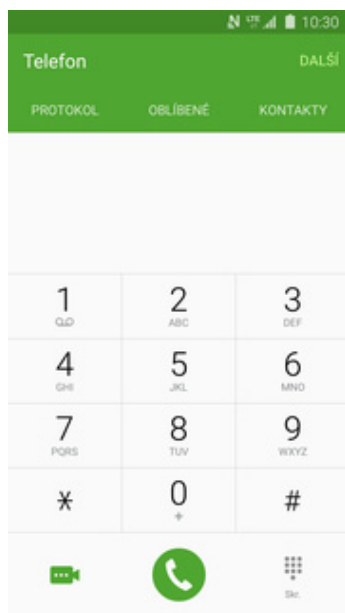 LTE 10:30
Telefon DALŠÍ
PROTOKOL OBLÍBENÉ KONTAKTY
1 2 3
ABC DEF
4 5 6
GHI JKL MNO
7 8 9
PQRS TUV WXYZ
* 0 #
+
Skr.